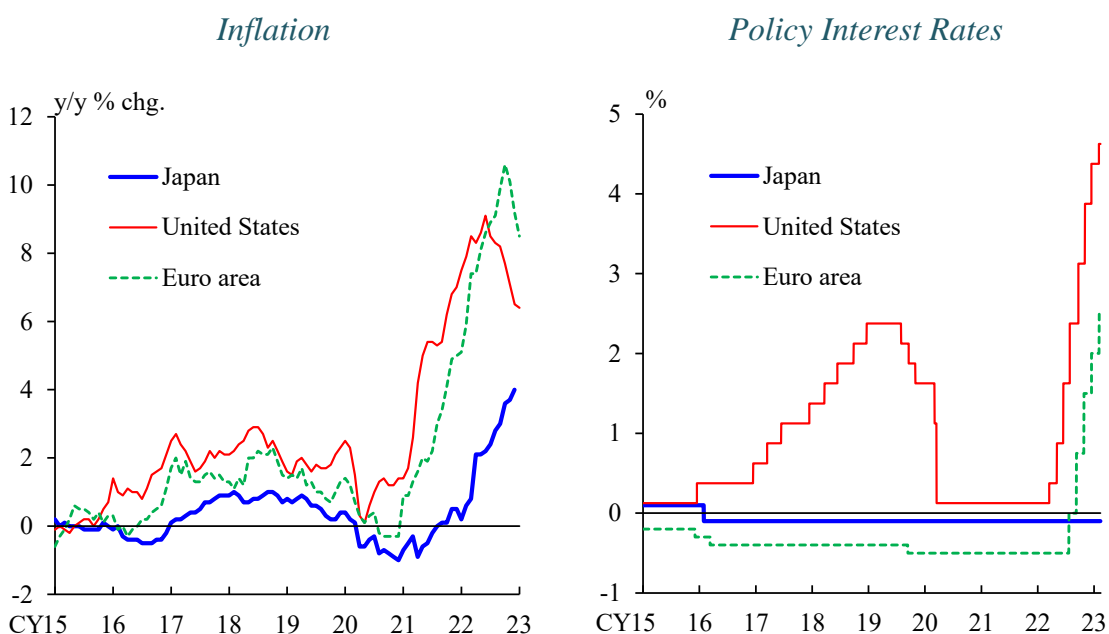 Inflation
y/y % chg.
12
10
8
6
4
2
0
-2
Japan
United States
Euro area
CY15 16 17 18 19 20 21 22 23
Policy Interest Rates
%
5
4
3
2
1
0
-1
Japan
United States
Euro area
CY15 16 17 18 19 20 21 22 23